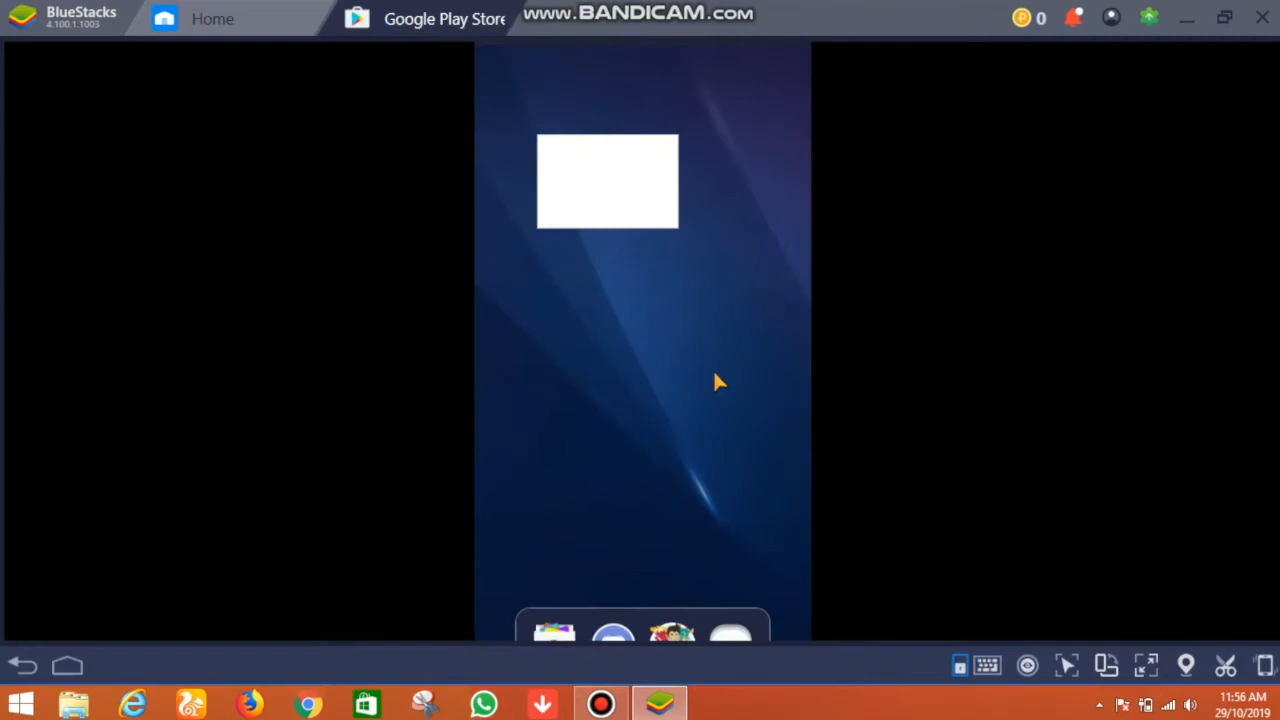 BlueStacks
4.100.1.1003
Home
Google Play Store
www.BANDICAM.com
0
11:56 AM
29/10/2019